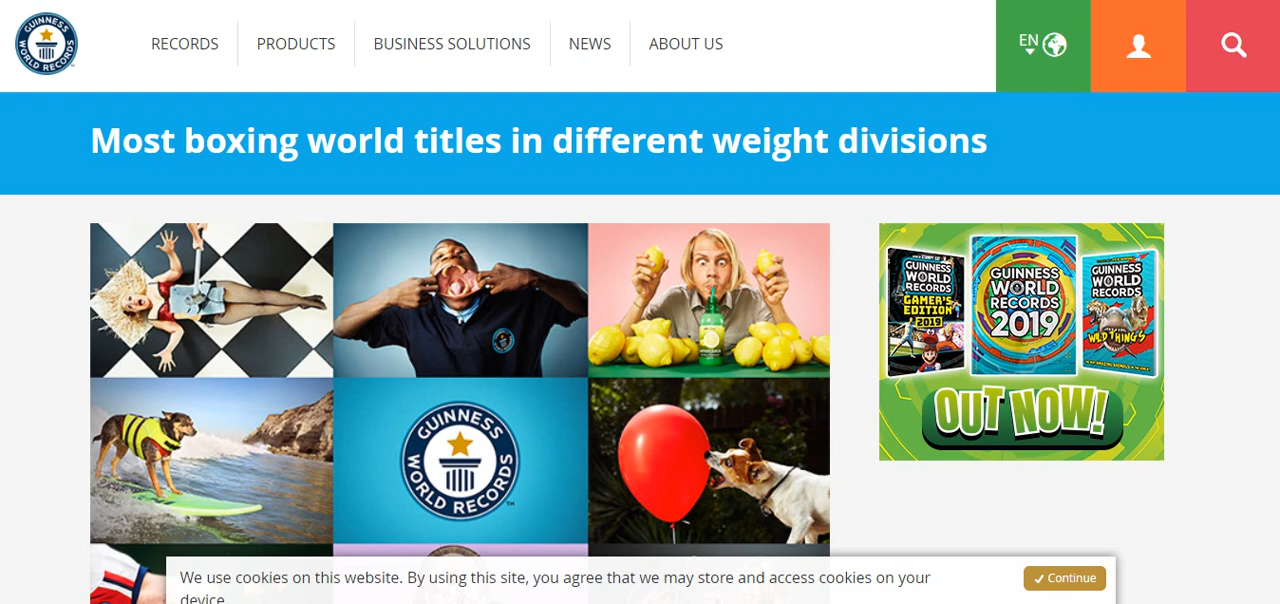 GUINNESS WORLD RECORDS
RECORDS
PRODUCTS
BUSINESS SOLUTIONS
NEWS
ABOUT US
EN
Most boxing world titles in different weight divisions
GUINNESS
WORLD RECORDS
TM
GUINNESS
WORLD
RECORDS
GAMER'S
EDITION
2019
GUINNESS
WORLD
RECORDS
2019
GUINNESS
WORLD
RECORDS
WILD THINGS
OUT NOW!
We use cookies on this website. By using this site, you agree that we may store and access cookies on your
device.
Continue